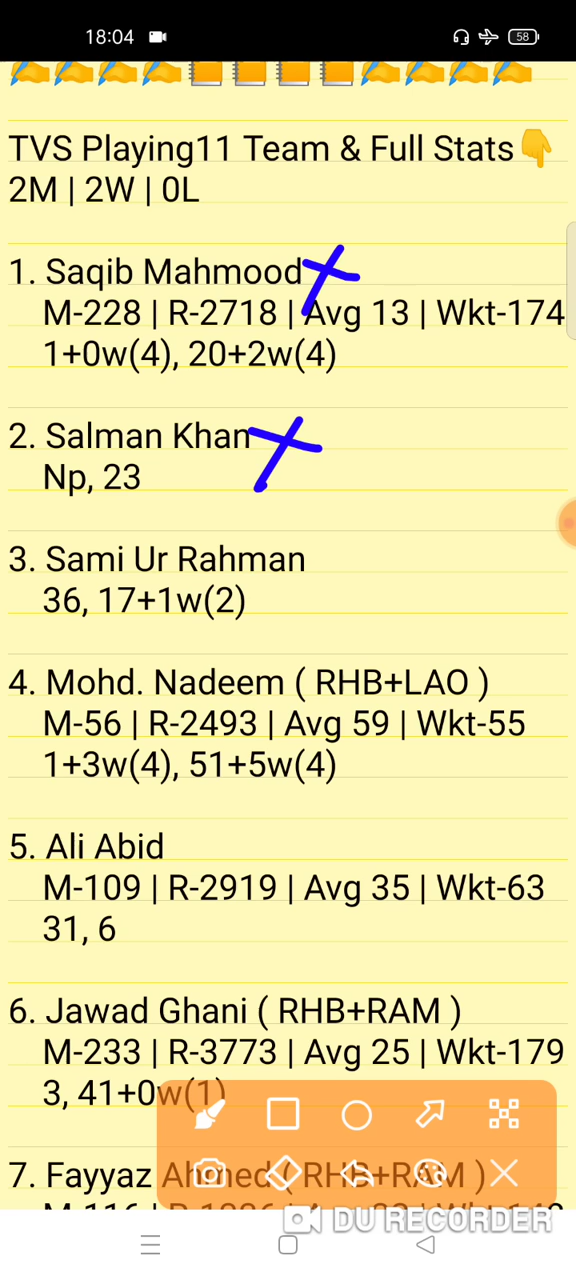 18:04
58
TVS Playing11 Team & Full Stats👇
2M | 2W | 0L
1. Saqib Mahmood
M-228 | R-2718 | Avg 13 | Wkt-174
1+0w(4), 20+2w(4)
2. Salman Khan
Np, 23
3. Sami Ur Rahman
36, 17+1w(2)
4. Mohd. Nadeem ( RHB+LAO )
M-56 | R-2493 | Avg 59 | Wkt-55
1+3w(4), 51+5w(4)
5. Ali Abid
M-109 | R-2919 | Avg 35 | Wkt-63
31, 6
6. Jawad Ghani ( RHB+RAM )
M-233 | R-3773 | Avg 25 | Wkt-179
3, 41+0w(1)
7. Fayyaz Ahmed ( RHB+RAM )
DU RECORDER